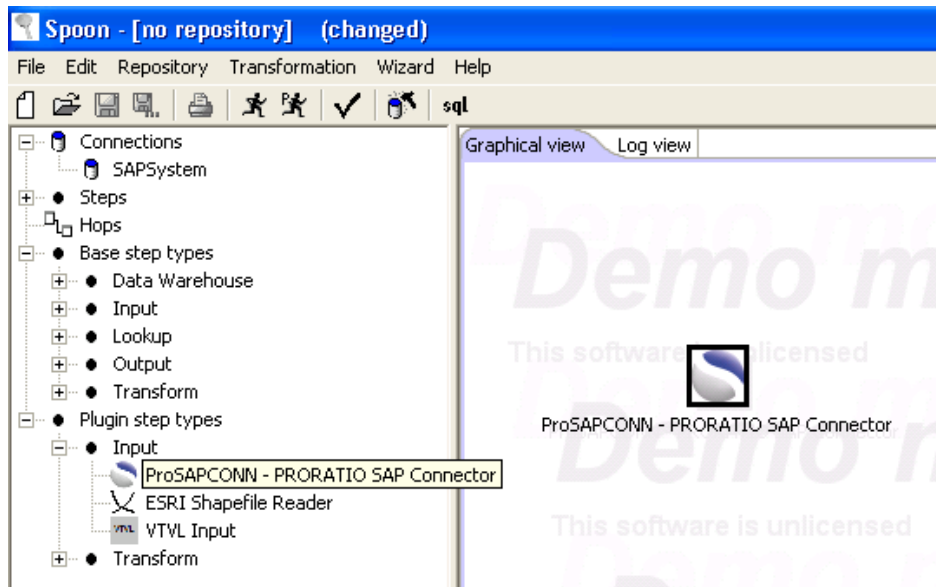 Spoon - [no repository] (changed)
File Edit Repository Transformation Wizard Help
sql
Connections
SAPSystem
Steps
Hops
Base step types
Data Warehouse
Input
Lookup
Output
Transform
Plugin step types
Input
ProSAPCONN - PRORATIO SAP Connector
ESRI Shapefile Reader
VTVL VTVL Input
Transform
Graphical view Log view
Demo m
This software is unlicensed
ProSAPCONN - PRORATIO SAP Connector
Demo m
This software is unlicensed